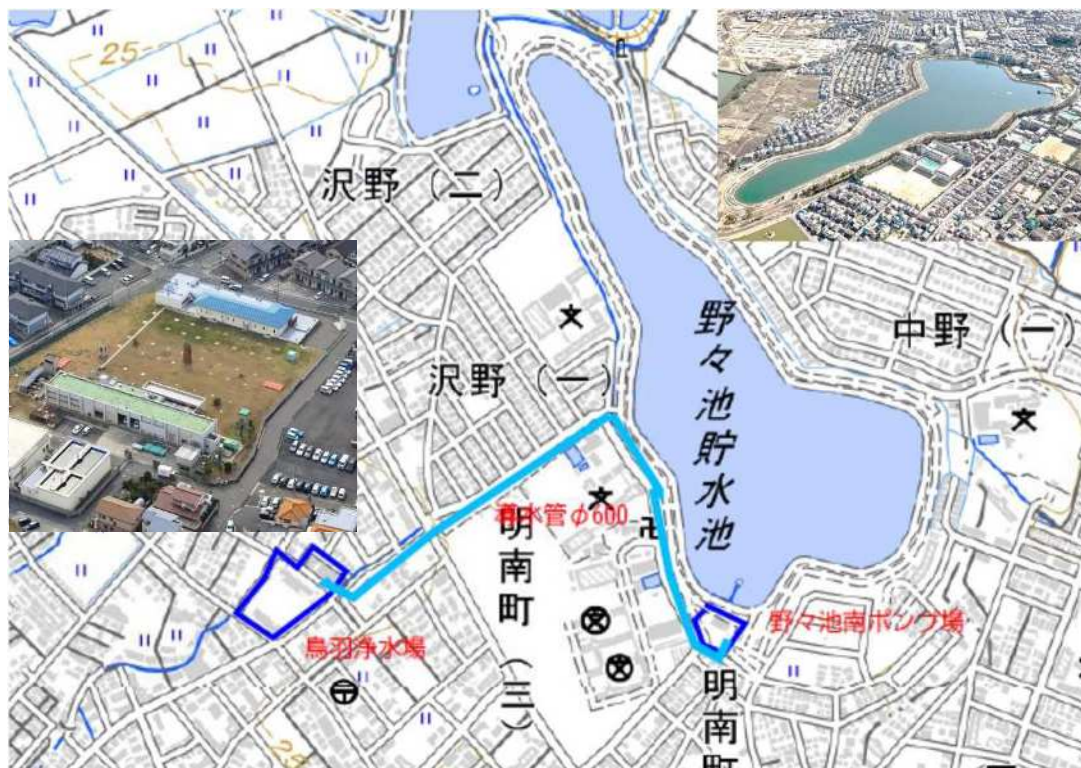 25
沢野(二)
沢野(一)
中野(一)
野々池貯水池
導水管φ600
明南町(三)
鳥羽浄水場
野々池南ポンプ場
明南町
25